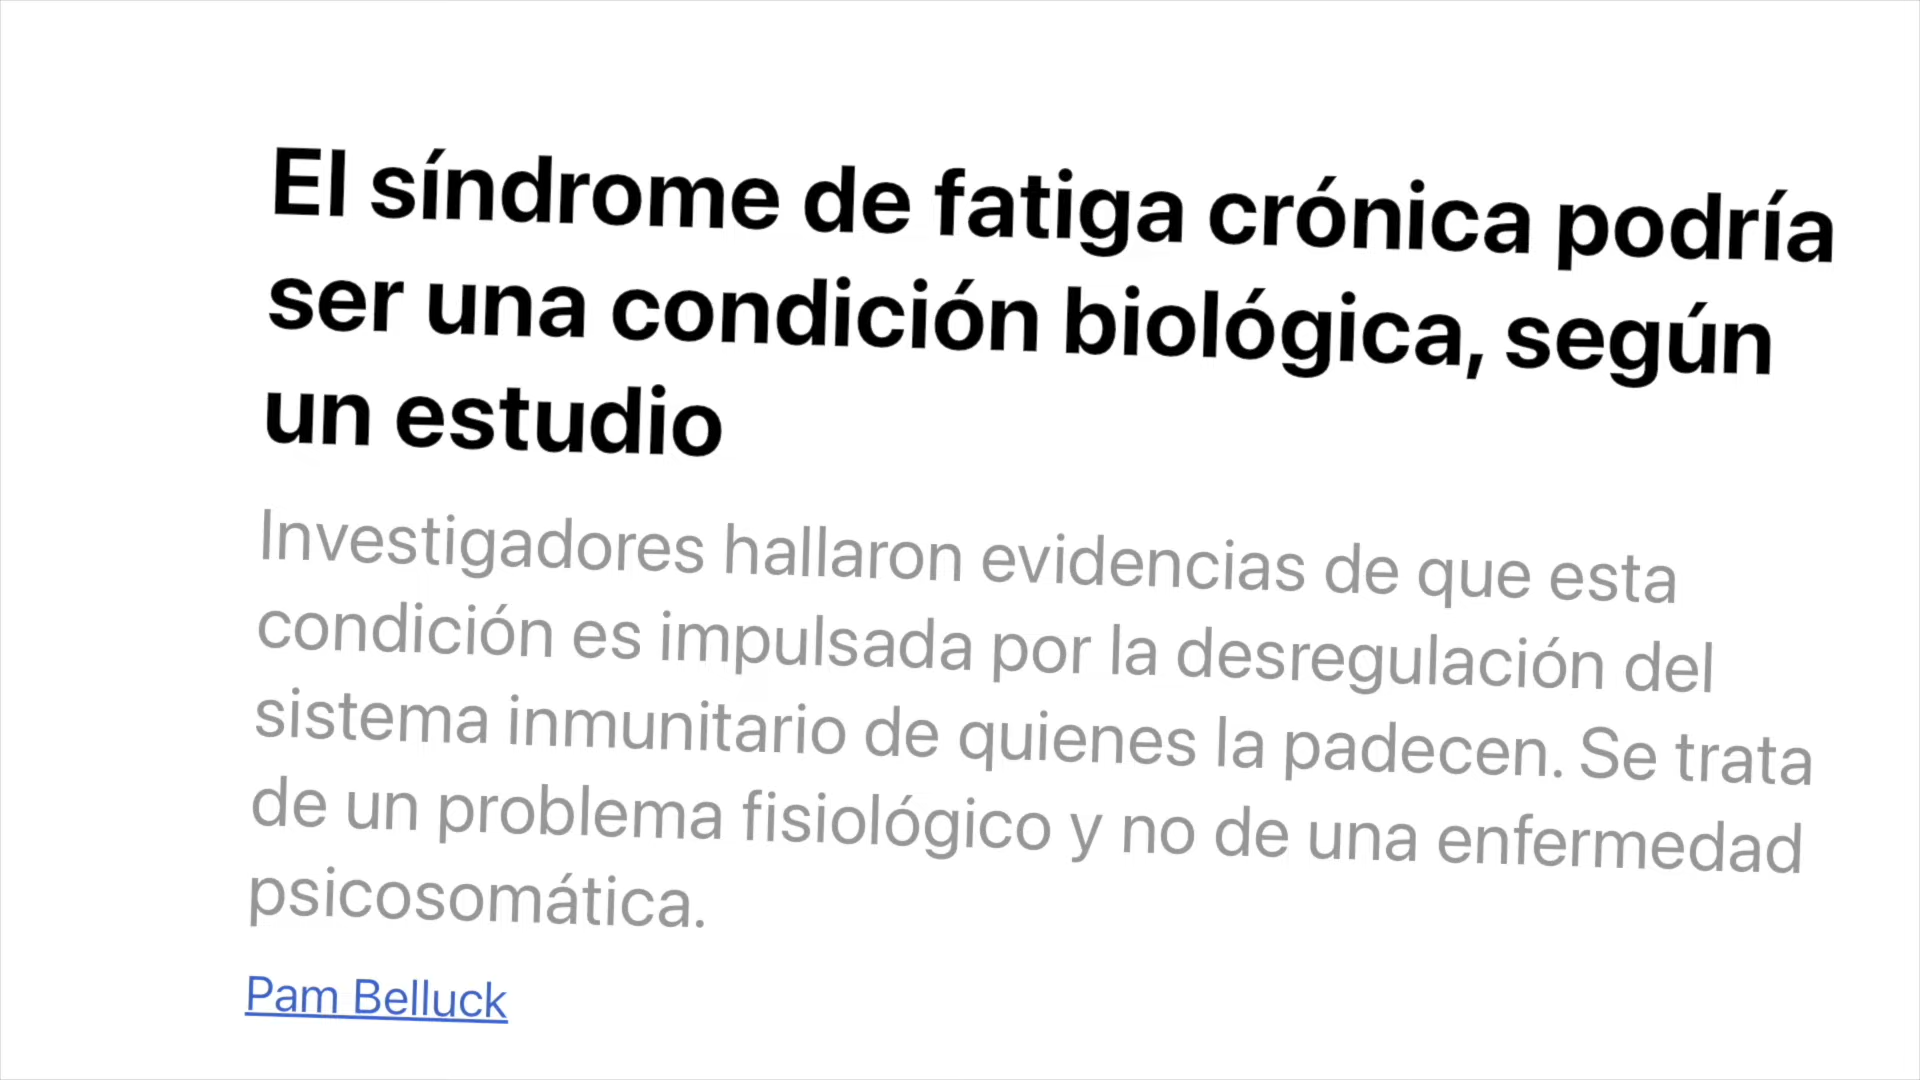 El síndrome de fatiga crónica podría
ser una condición biológica, según
un estudio
Investigadores hallaron evidencias de que esta
condición es impulsada por la desregulación del
sistema inmunitario de quienes la padecen. Se trata
de un problema fisiológico y no de una enfermedad
psicosomática.
Pam Belluck